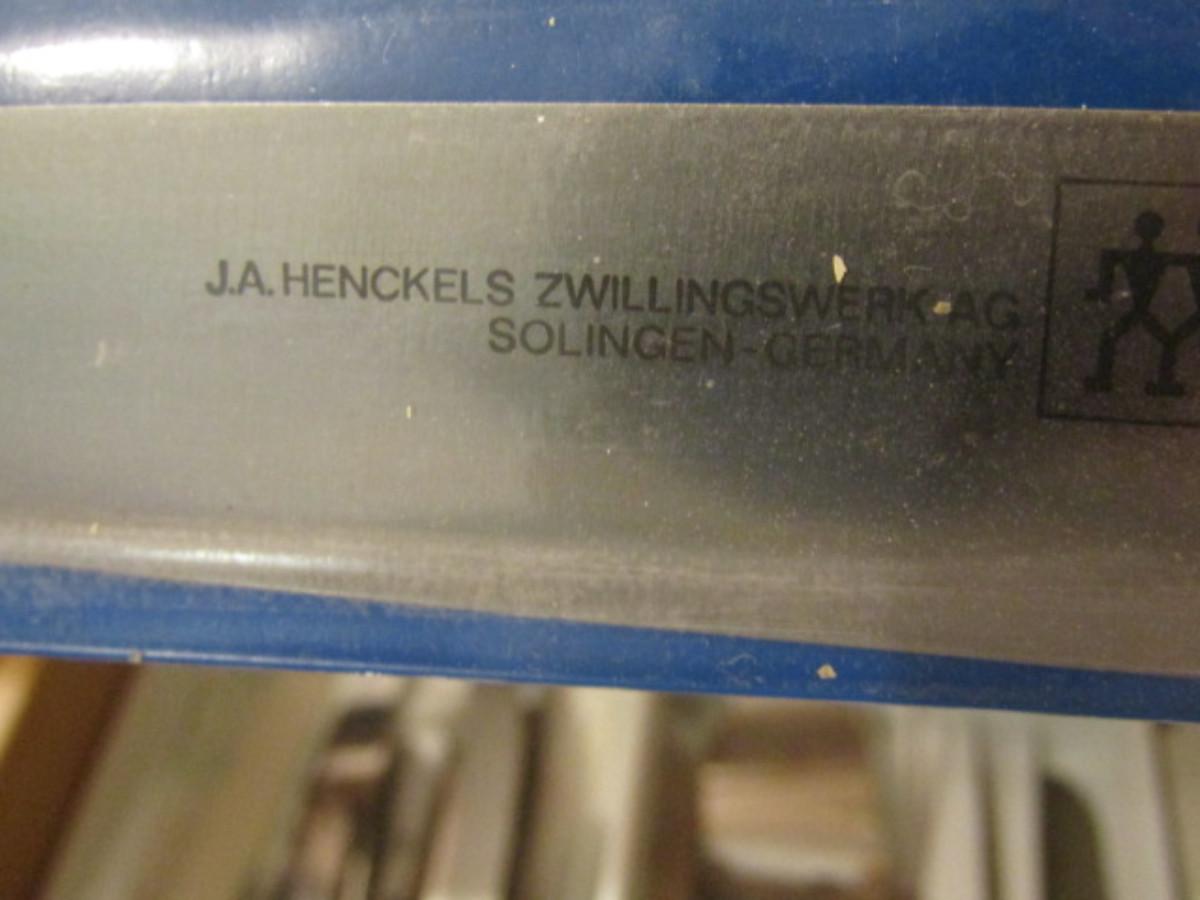 J.A. HENCKELS ZWILLINGSWERK AG
SOLINGEN-GERMANY